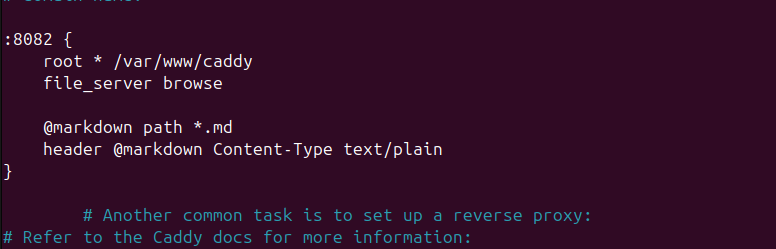 :8082 {
    root * /var/www/caddy
    file_server browse

    @markdown path *.md
    header @markdown Content-Type text/plain
}

        # Another common task is to set up a reverse proxy:
# Refer to the Caddy docs for more information: